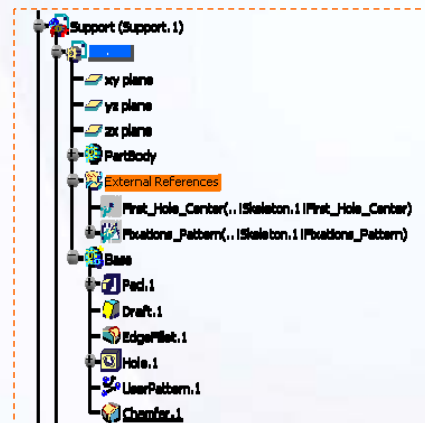 Support (Support.1)
xy plane
yz plane
zx plane
PartBody
External References
First_Hole_Center(..!Skeleton.1!First_Hole_Center)
Fixations_Pattern(..!Skeleton.1!Fixations_Pattern)
Base
Pad.1
Draft.1
EdgeFillet.1
Hole.1
UserPattern.1
Chamfer.1